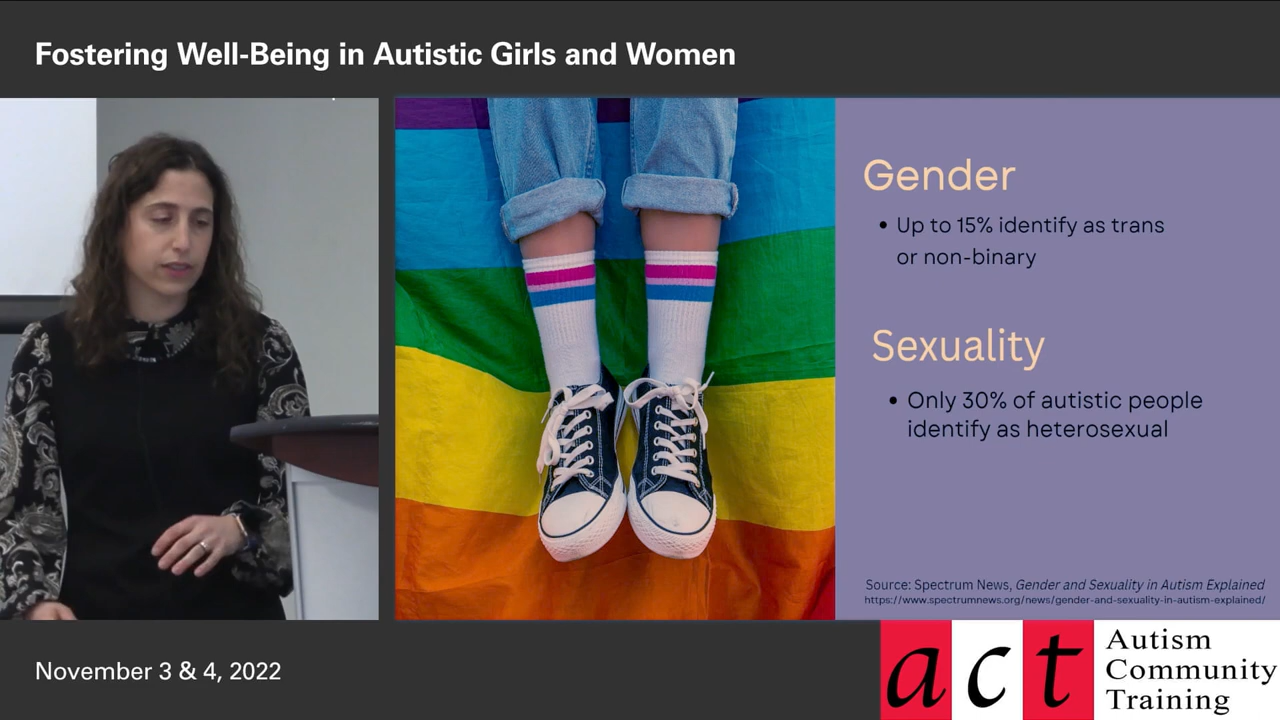 Fostering Well-Being in Autistic Girls and Women
Gender
• Up to 15% identify as trans
or non-binary
Sexuality
• Only 30% of autistic people
identify as heterosexual
Source: Spectrum News, Gender and Sexuality in Autism Explained
https://www.spectrumnews.org/news/gender-and-sexuality-in-autism-explained/
November 3 & 4, 2022
act
Autism
Community
Training